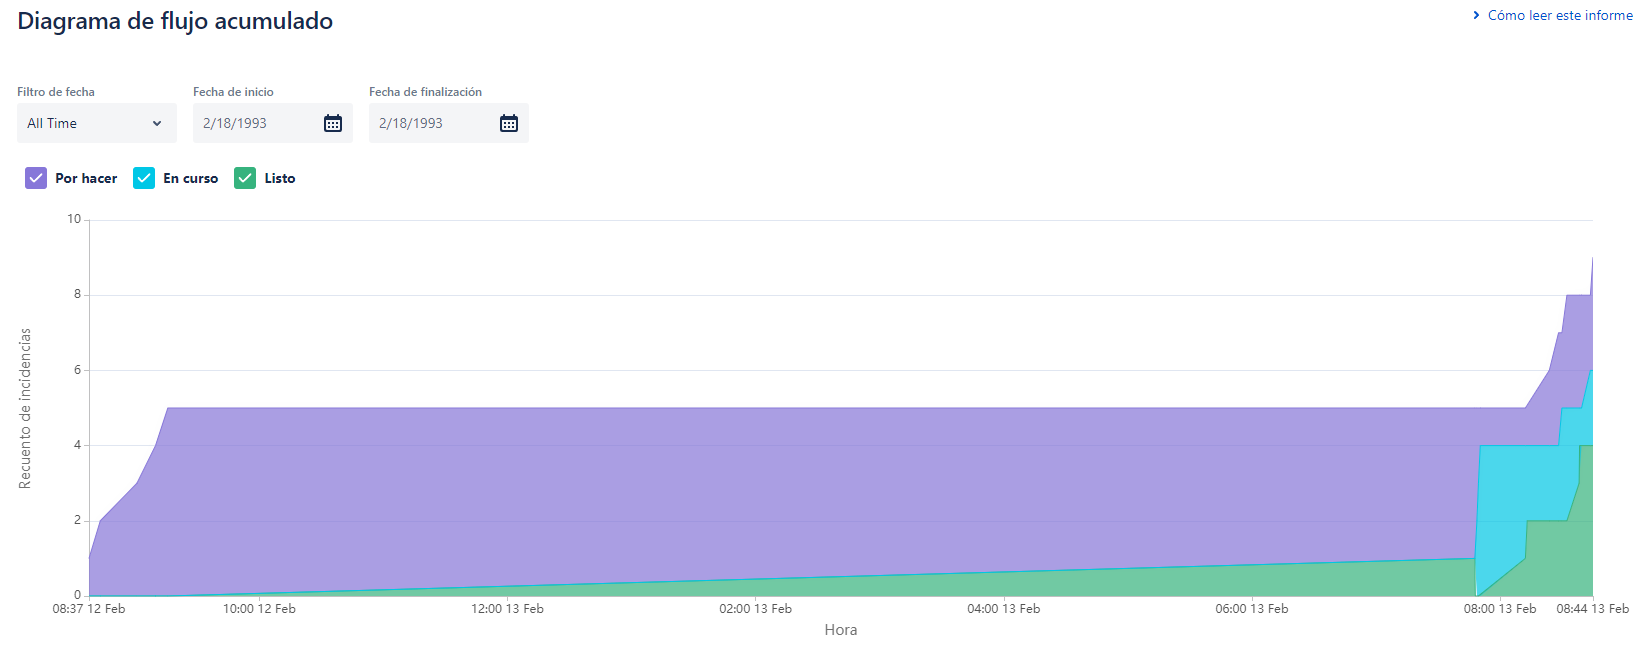 Diagrama de flujo acumulado
Cómo leer este informe
Filtro de fecha
Fecha de inicio
Fecha de finalización
All Time
2/18/1993
2/18/1993
Por hacer
En curso
Listo
10
8
6
4
2
0
Recuento de incidencias
08:37 12 Feb
10:00 12 Feb
12:00 13 Feb
02:00 13 Feb
04:00 13 Feb
06:00 13 Feb
08:00 13 Feb
08:44 13 Feb
Hora